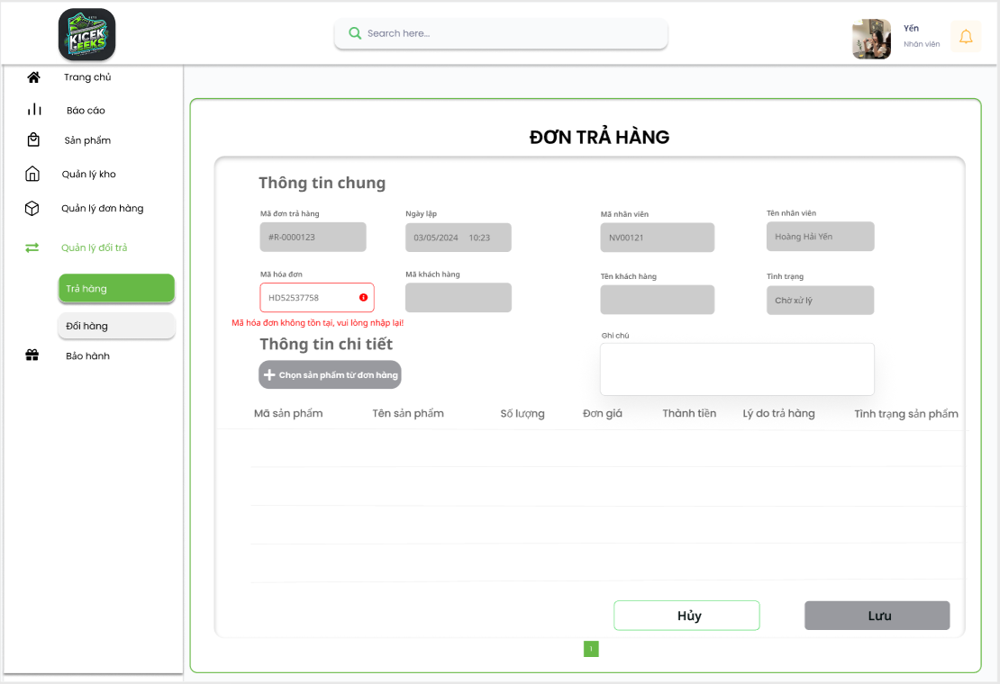 KICEK
GEEKS
Search here...
Yến
Nhân viên
Trang chủ
Báo cáo
Sản phẩm
Quản lý kho
Quản lý đơn hàng
Quản lý đổi trả
Trả hàng
Đổi hàng
Bảo hành
ĐƠN TRẢ HÀNG
Thông tin chung
Mã đơn trả hàng
Ngày lập
Mã nhân viên
Tên nhân viên
#R-0000123
03/05/2024 10:23
NV00121
Hoàng Hải Yến
Mã hóa đơn
Mã khách hàng
Tên khách hàng
Tình trạng
HD52537758
Chờ xử lý
Mã hóa đơn không tồn tại, vui lòng nhập lại!
Ghi chú
Thông tin chi tiết
Chọn sản phẩm từ đơn hàng
Mã sản phẩm Tên sản phẩm Số lượng Đơn giá Thành tiền Lý do trả hàng Tình trạng sản phẩm
Hủy
Lưu
1